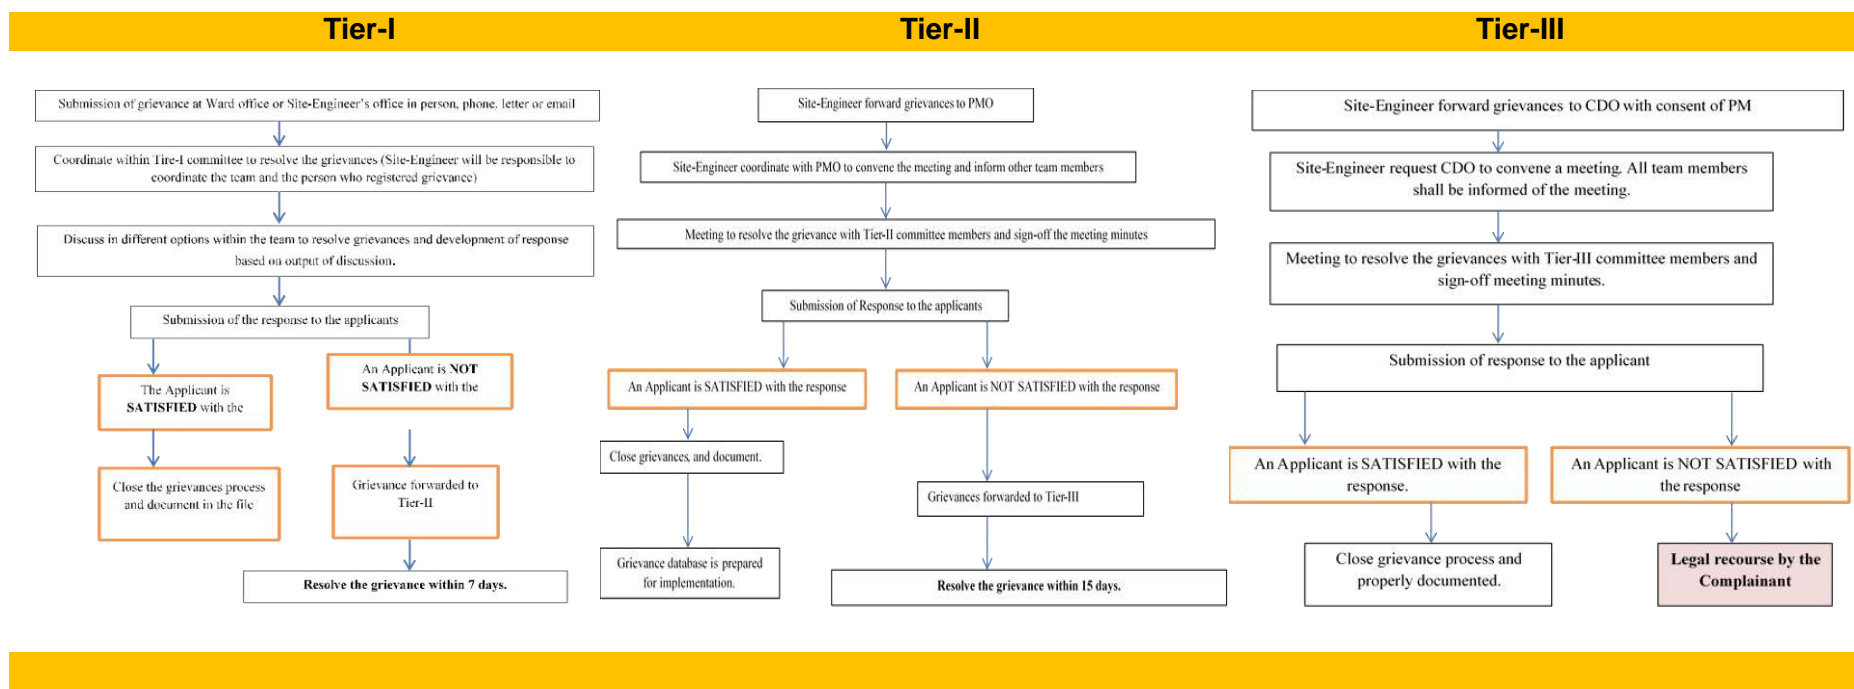 Tier-I
Submission of grievance at Ward office or Site-Engineer's office in person, phone, letter or email
Coordinate within Tire-I committee to resolve the grievances (Site-Engineer will be responsible to
coordinate the team and the person who registered grievance)
Discuss in different options within the team to resolve grievances and development of response
based on output of discussion.
Submission of the response to the applicants
The Applicant is
SATISFIED with the
An Applicant is NOT
SATISFIED with the
Close the grievances process
and document in the file
Grievance forwarded to
Tier-II
Resolve the grievance within 7 days.
Tier-II
Site-Engineer forward grievances to PMO
Site-Engineer coordinate with PMO to convene the meeting and inform other team members
Meeting to resolve the grievance with Tier-II committee members and sign-off the meeting minutes
Submission of Response to the applicants
An Applicant is SATISFIED with the response
An Applicant is NOT SATISFIED with the response
Close grievances, and document.
Grievances forwarded to Tier-III
Grievance database is prepared
for implementation.
Resolve the grievance within 15 days.
Tier-III
Site-Engineer forward grievances to CDO with consent of PM
Site-Engineer request CDO to convene a meeting. All team members
shall be informed of the meeting.
Meeting to resolve the grievances with Tier-III committee members and
sign-off meeting minutes.
Submission of response to the applicant
An Applicant is SATISFIED with the
response.
An Applicant is NOT SATISFIED with
the response
Close grievance process and
properly documented.
Legal recourse by the
Complainant